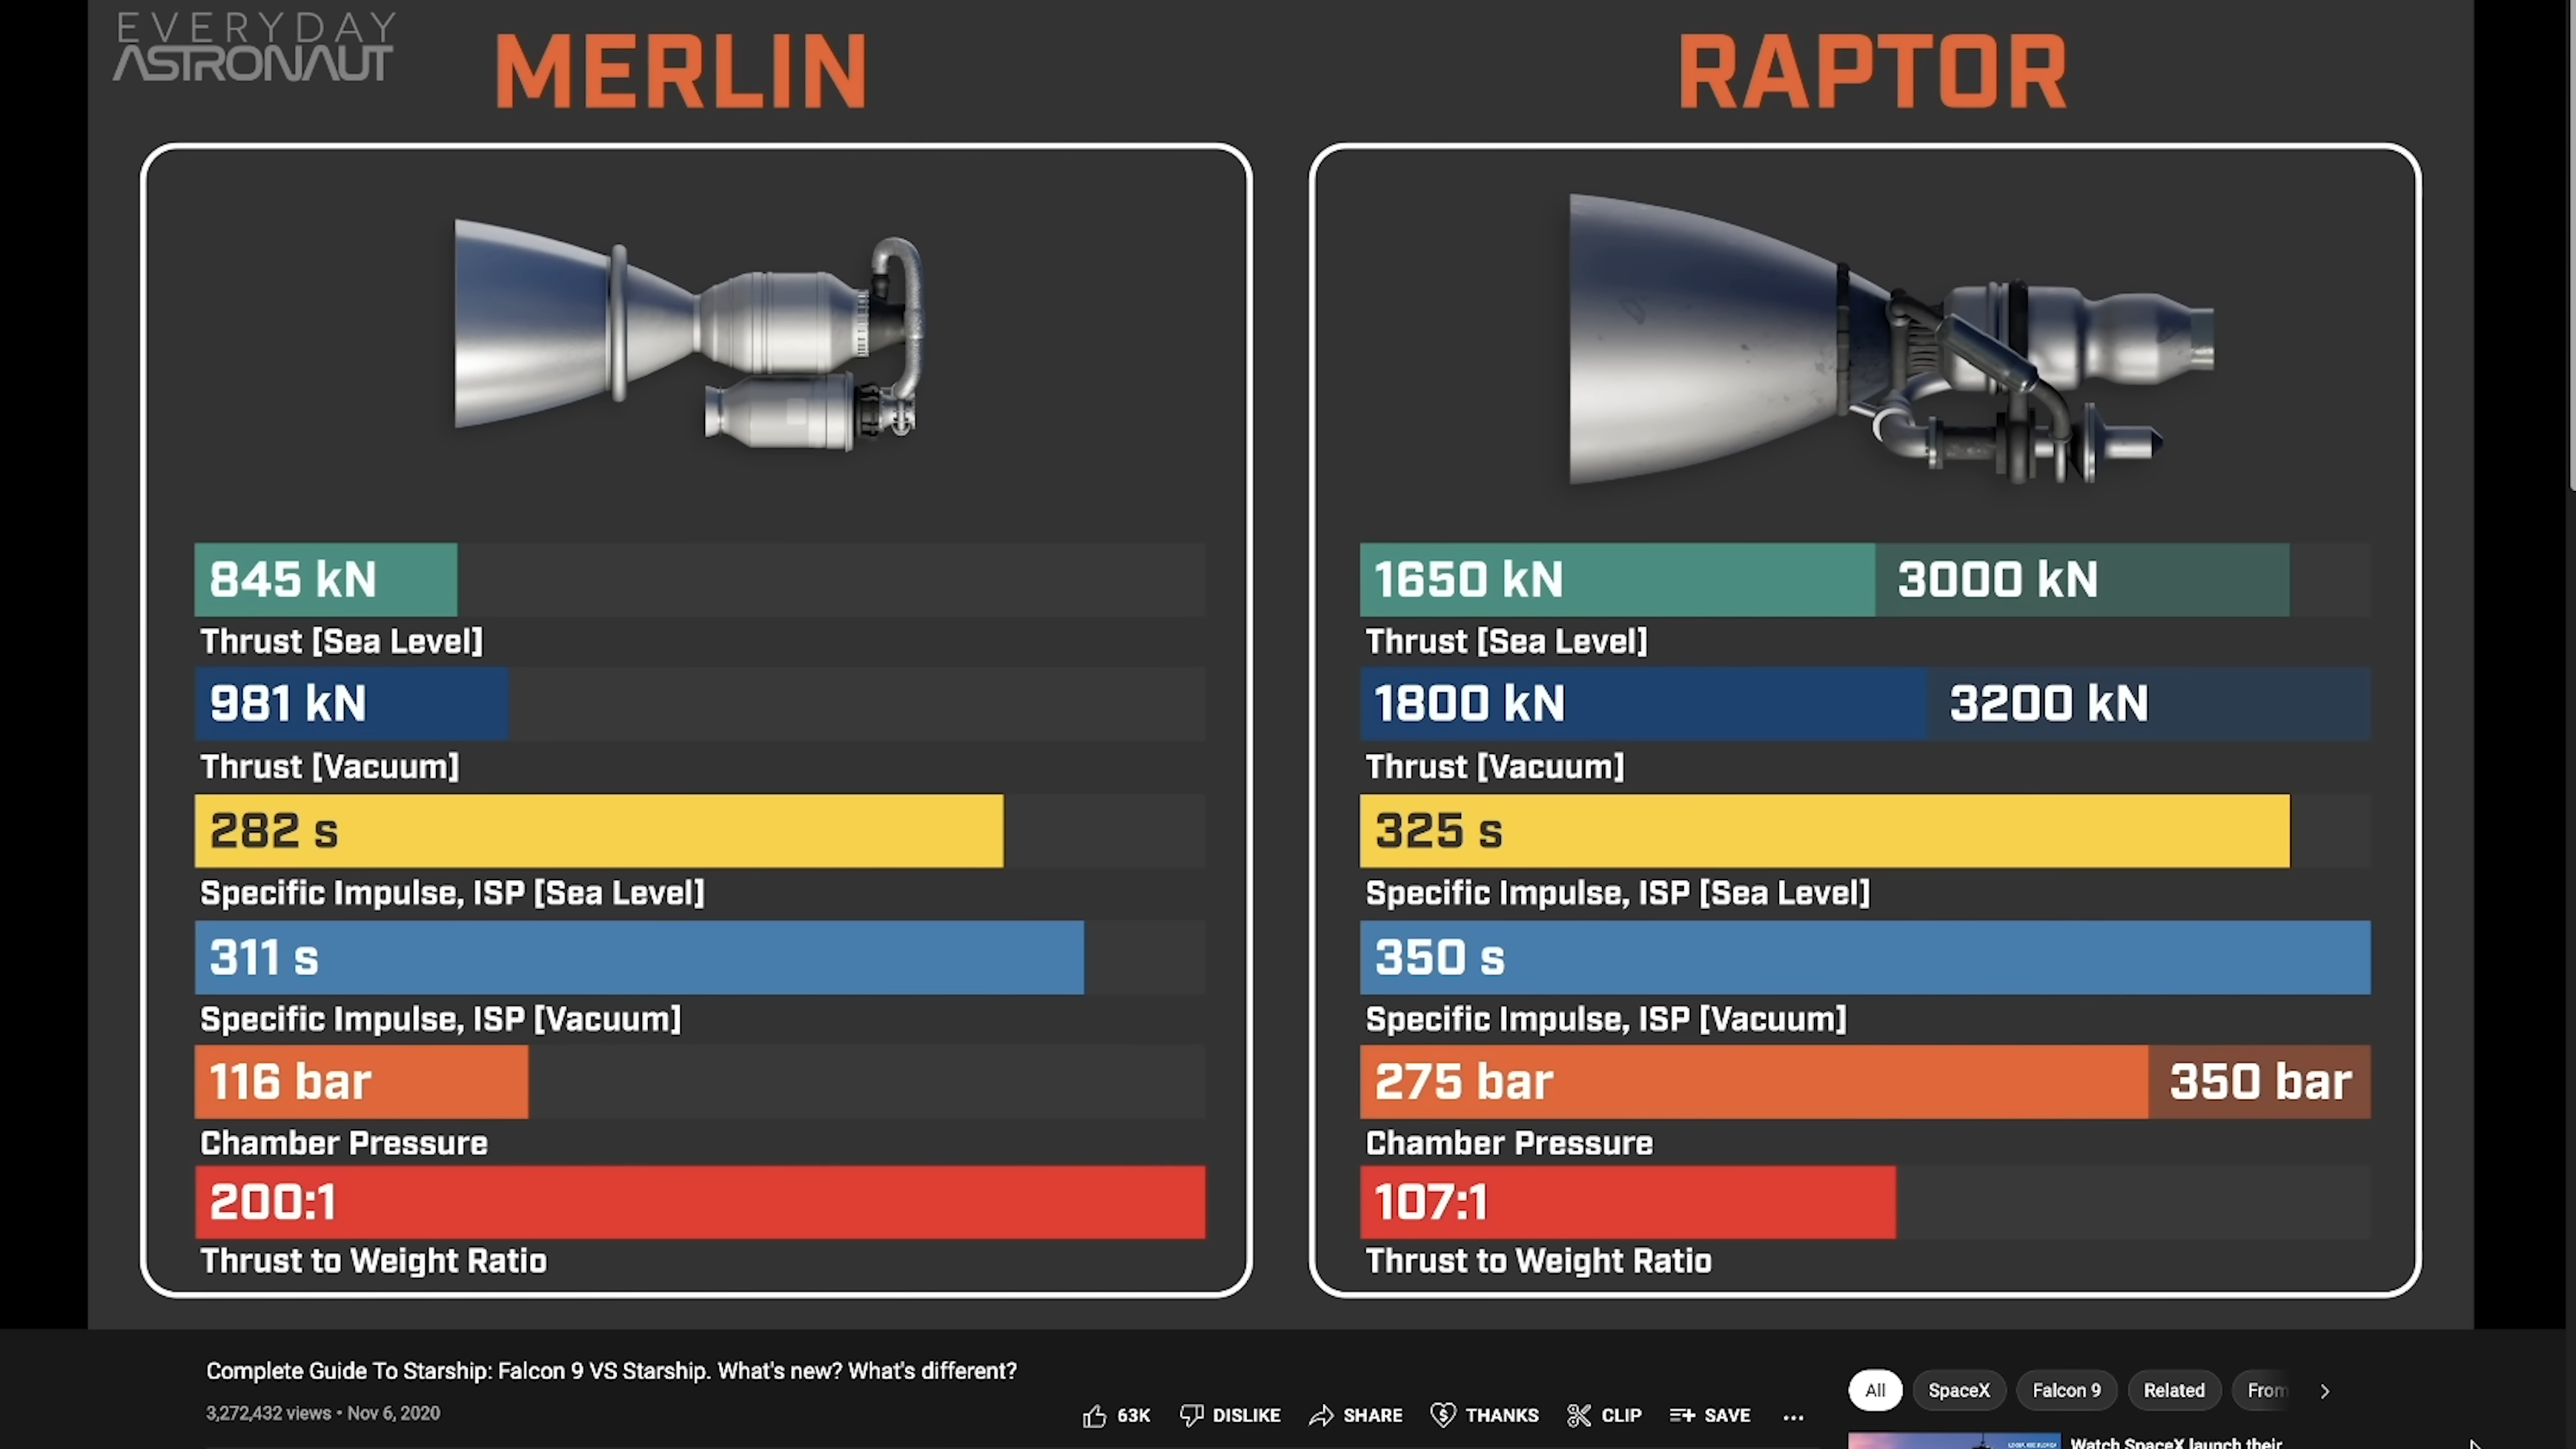 EVERYDAY
ASTRONAUT
MERLIN
845 kN
Thrust [Sea Level]
981 kN
Thrust [Vacuum]
282 s
Specific Impulse, ISP [Sea Level]
311 s
Specific Impulse, ISP [Vacuum]
116 bar
Chamber Pressure
200:1
Thrust to Weight Ratio
RAPTOR
1650 kN 3000 kN
Thrust [Sea Level]
1800 kN 3200 kN
Thrust [Vacuum]
325 s
Specific Impulse, ISP [Sea Level]
350 s
Specific Impulse, ISP [Vacuum]
275 bar 350 bar
Chamber Pressure
107:1
Thrust to Weight Ratio
Complete Guide To Starship: Falcon 9 VS Starship. What's new? What's different?
3,272,432 views • Nov 6, 2020
63K DISLIKE SHARE THANKS CLIP SAVE
All SpaceX Falcon 9 Related From
Watch SpaceX launch their